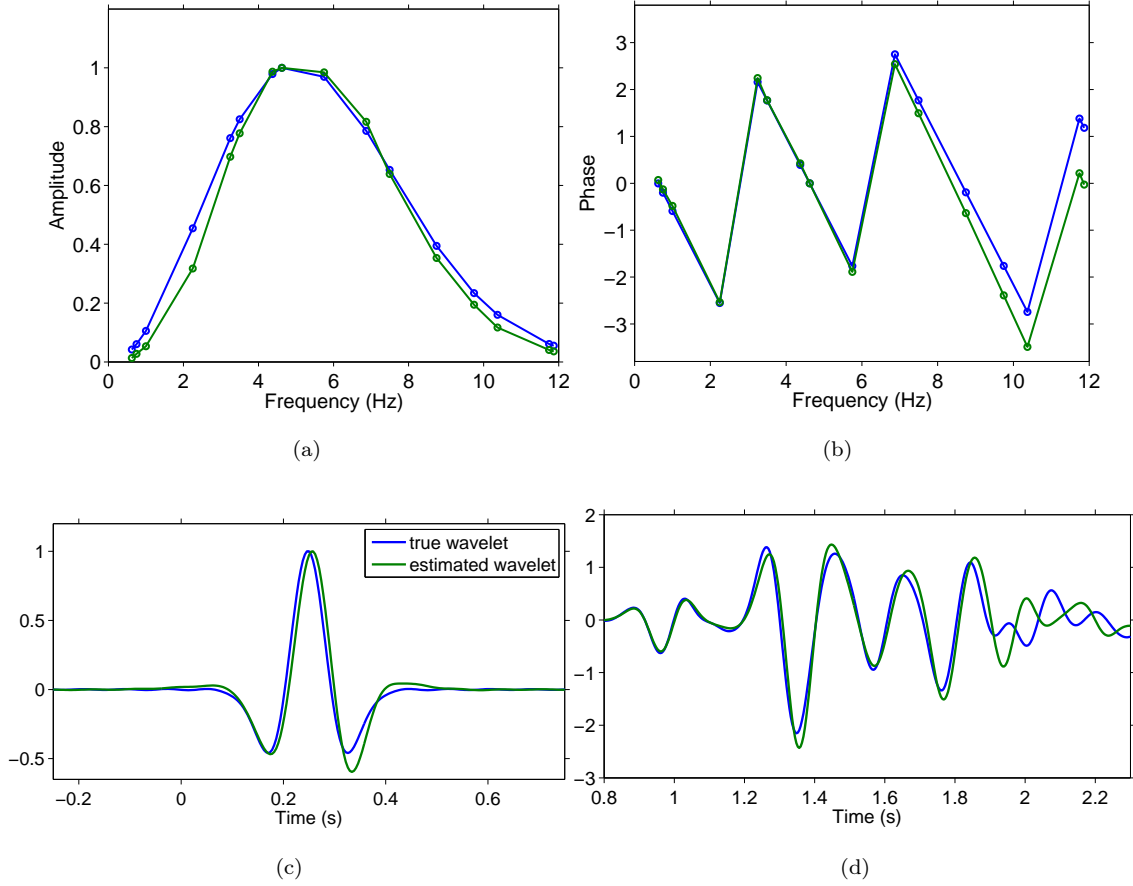 1
0.8
0.6
0.4
0.2
0
Amplitude
0 2 4 6 8 10 12
Frequency (Hz)
(a)
3
2
1
0
−1
−2
−3
Phase
0 2 4 6 8 10 12
Frequency (Hz)
(b)
1
0.5
0
−0.5
true wavelet
estimated wavelet
−0.2 0 0.2 0.4 0.6
Time (s)
(c)
2
1
0
−1
−2
−3
0.8 1 1.2 1.4 1.6 1.8 2 2.2
Time (s)
(d)